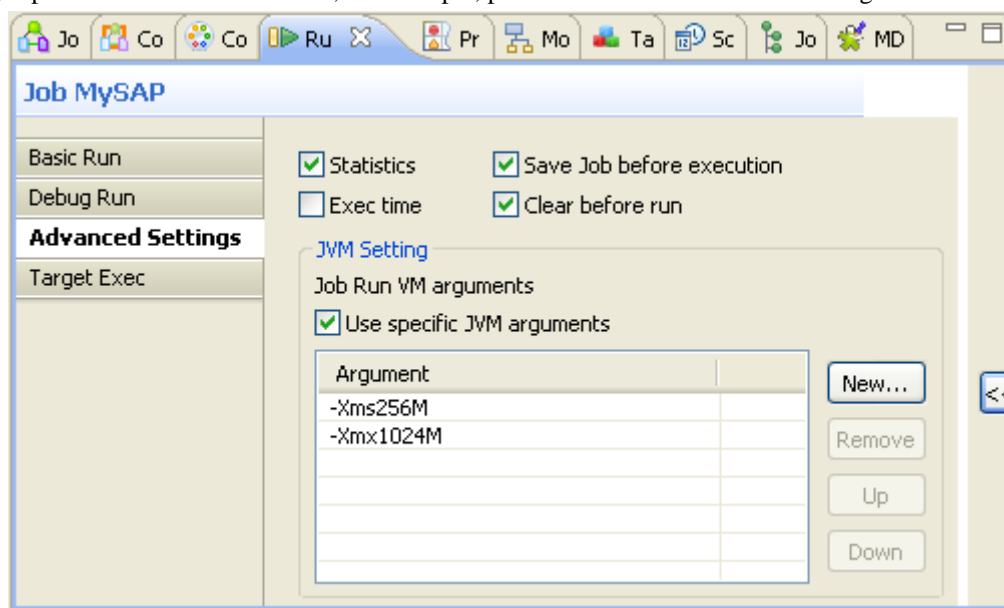 Jo Co Co Ru Pr Mo Ta Sc Jo MD
Job MySAP
Basic Run
Debug Run
Advanced Settings
Target Exec
Statistics Save Job before execution
Exec time Clear before run
JVM Setting
Job Run VM arguments
Use specific JVM arguments
Argument
-Xms256M
-Xmx1024M
New...
Remove
Up
Down